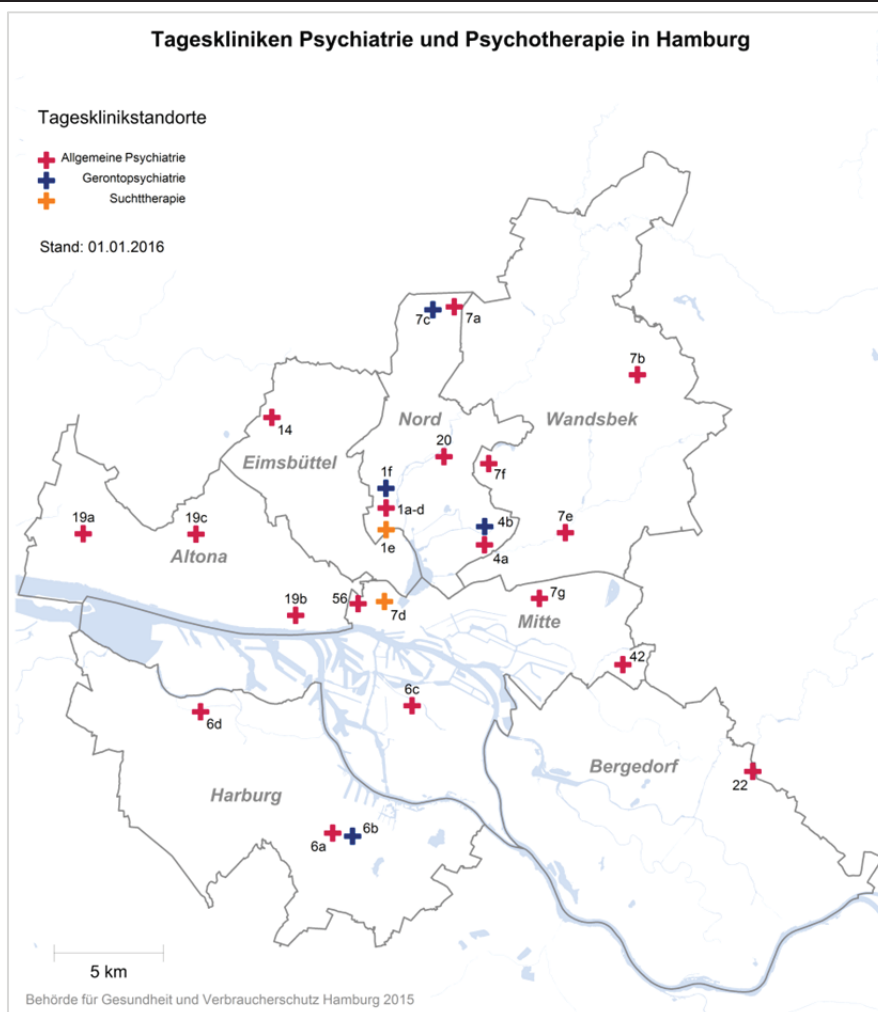 Tageskliniken Psychiatrie und Psychotherapie in Hamburg
Tagesklinikstandorte
Allgemeine Psychiatrie
Gerontopsychiatrie
Suchttherapie
Stand: 01.01.2016
7c
7a
7b
14
Nord
Wandsbek
20
Eimsbüttel
7f
1f
1a-d
19a
19c
4b
7e
1e
4a
Altona
19b
56
7d
7g
Mitte
42
6c
6d
Bergedorf
22
Harburg
6b
6a
5 km
Behörde für Gesundheit und Verbraucherschutz Hamburg 2015